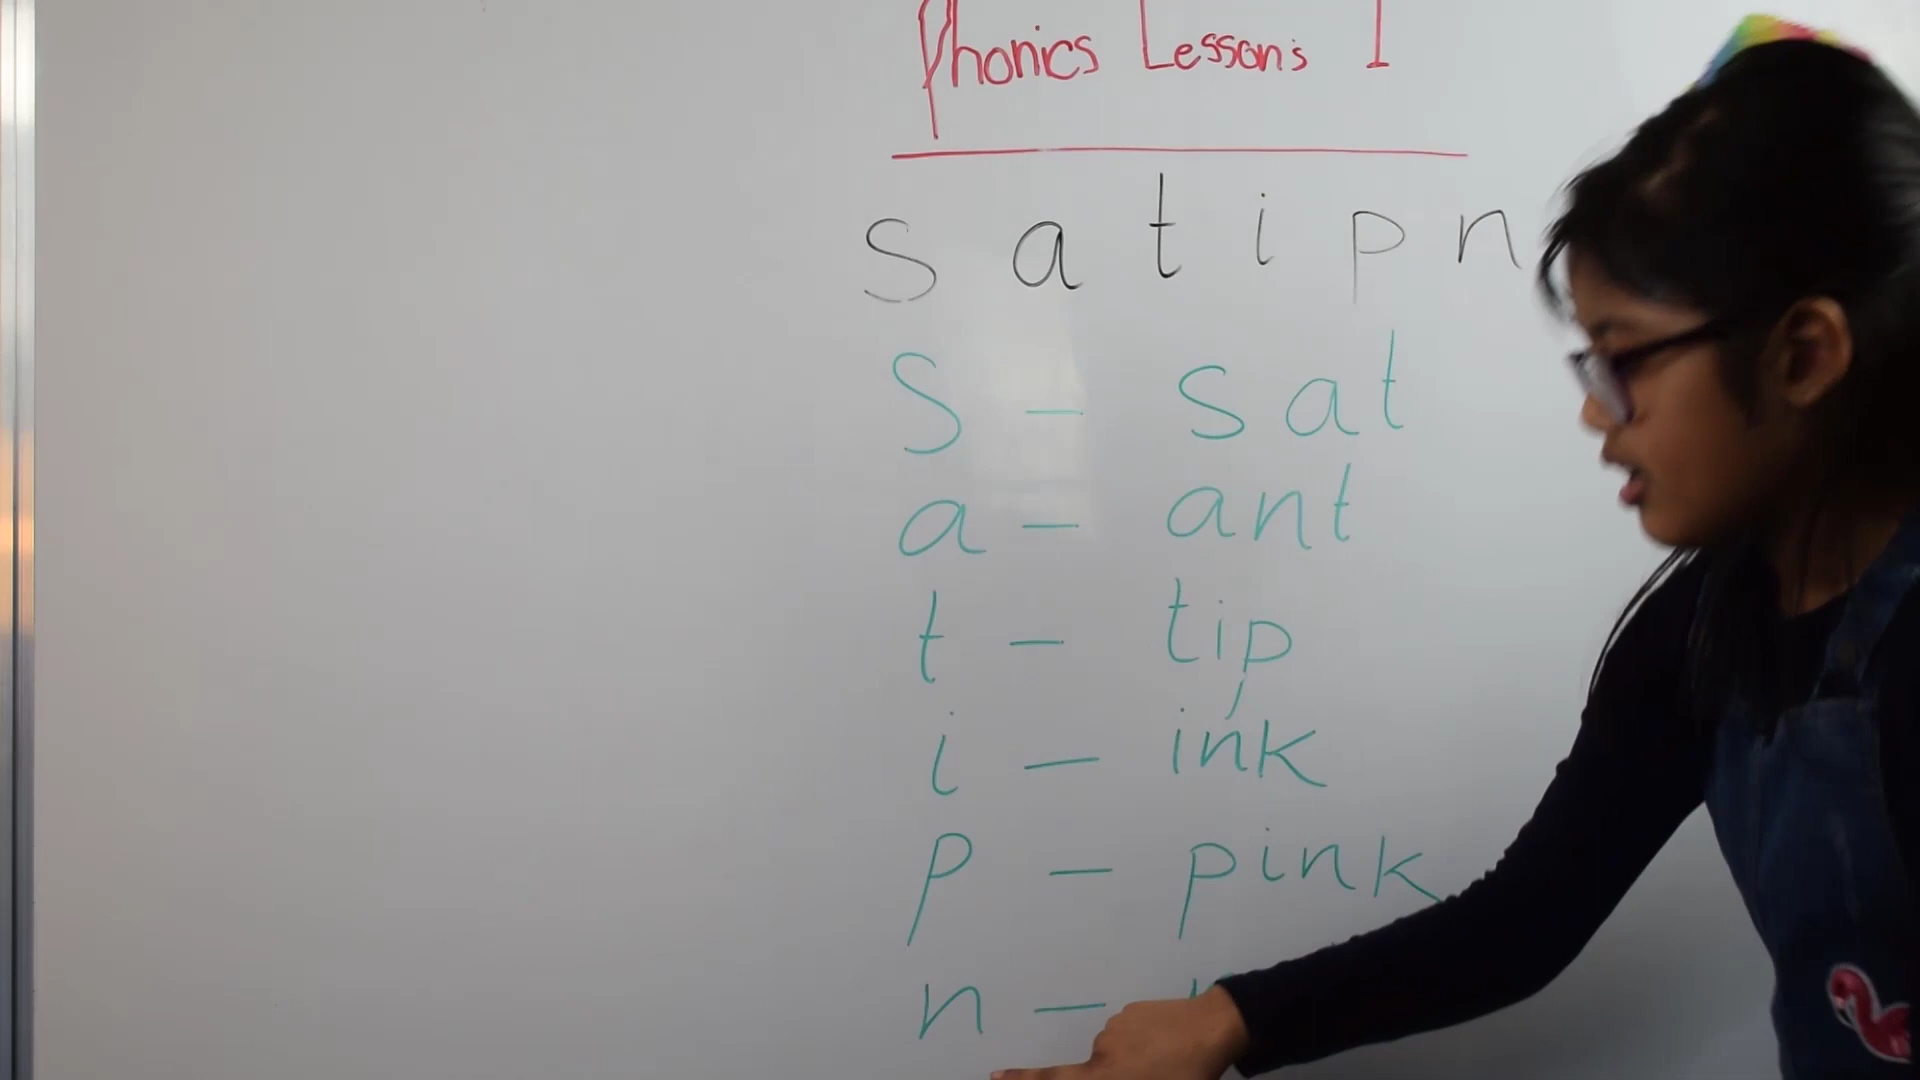 Phonics Lessons 1
s a t i p n
S - sat
a - ant
t - tip
i - ink
p - pink
n -